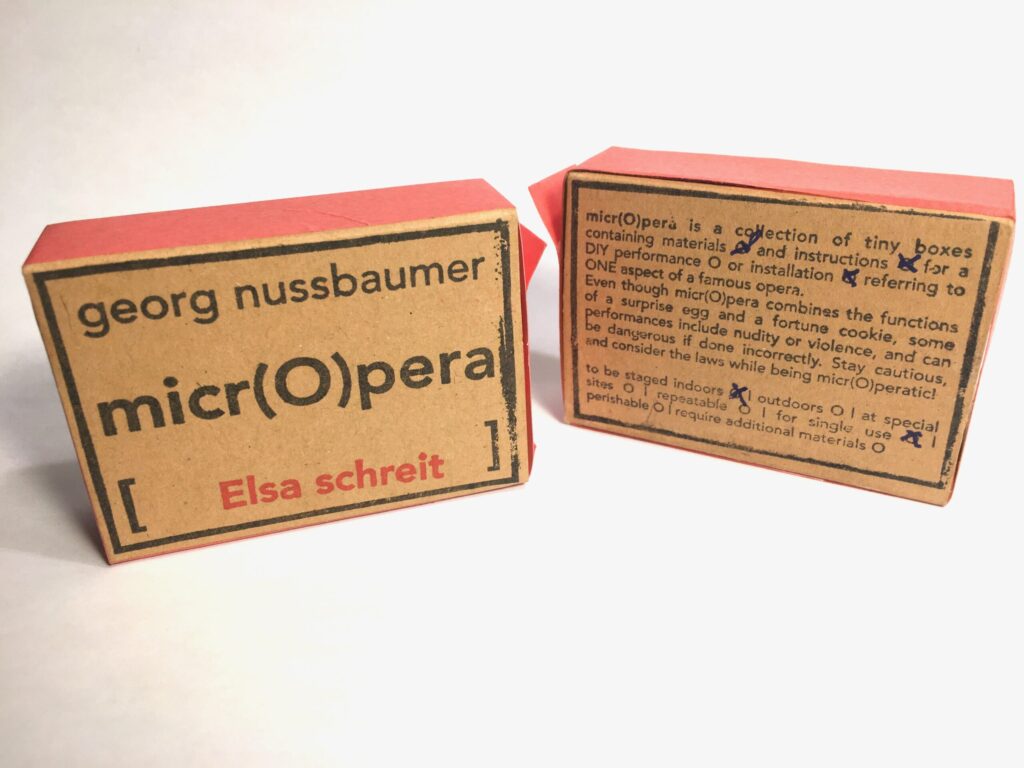 georg nussbaumer
micr(O)pera
[ Elsa schreit ]
micr(O)pera is a collection of tiny boxes
containing materials O and instructions O for a
DIY performance O or installation O referring to
ONE aspect of a famous opera.
Even though micr(O)pera combines the functions
of a surprise egg and a fortune cookie, some
performances include nudity or violence, and can
be dangerous if done incorrectly. Stay cautious,
and consider the laws while being micr(O)peratic!
to be staged indoors O | outdoors O | at special
sites O | repeatable O | for single use O |
perishable O | require additional materials O